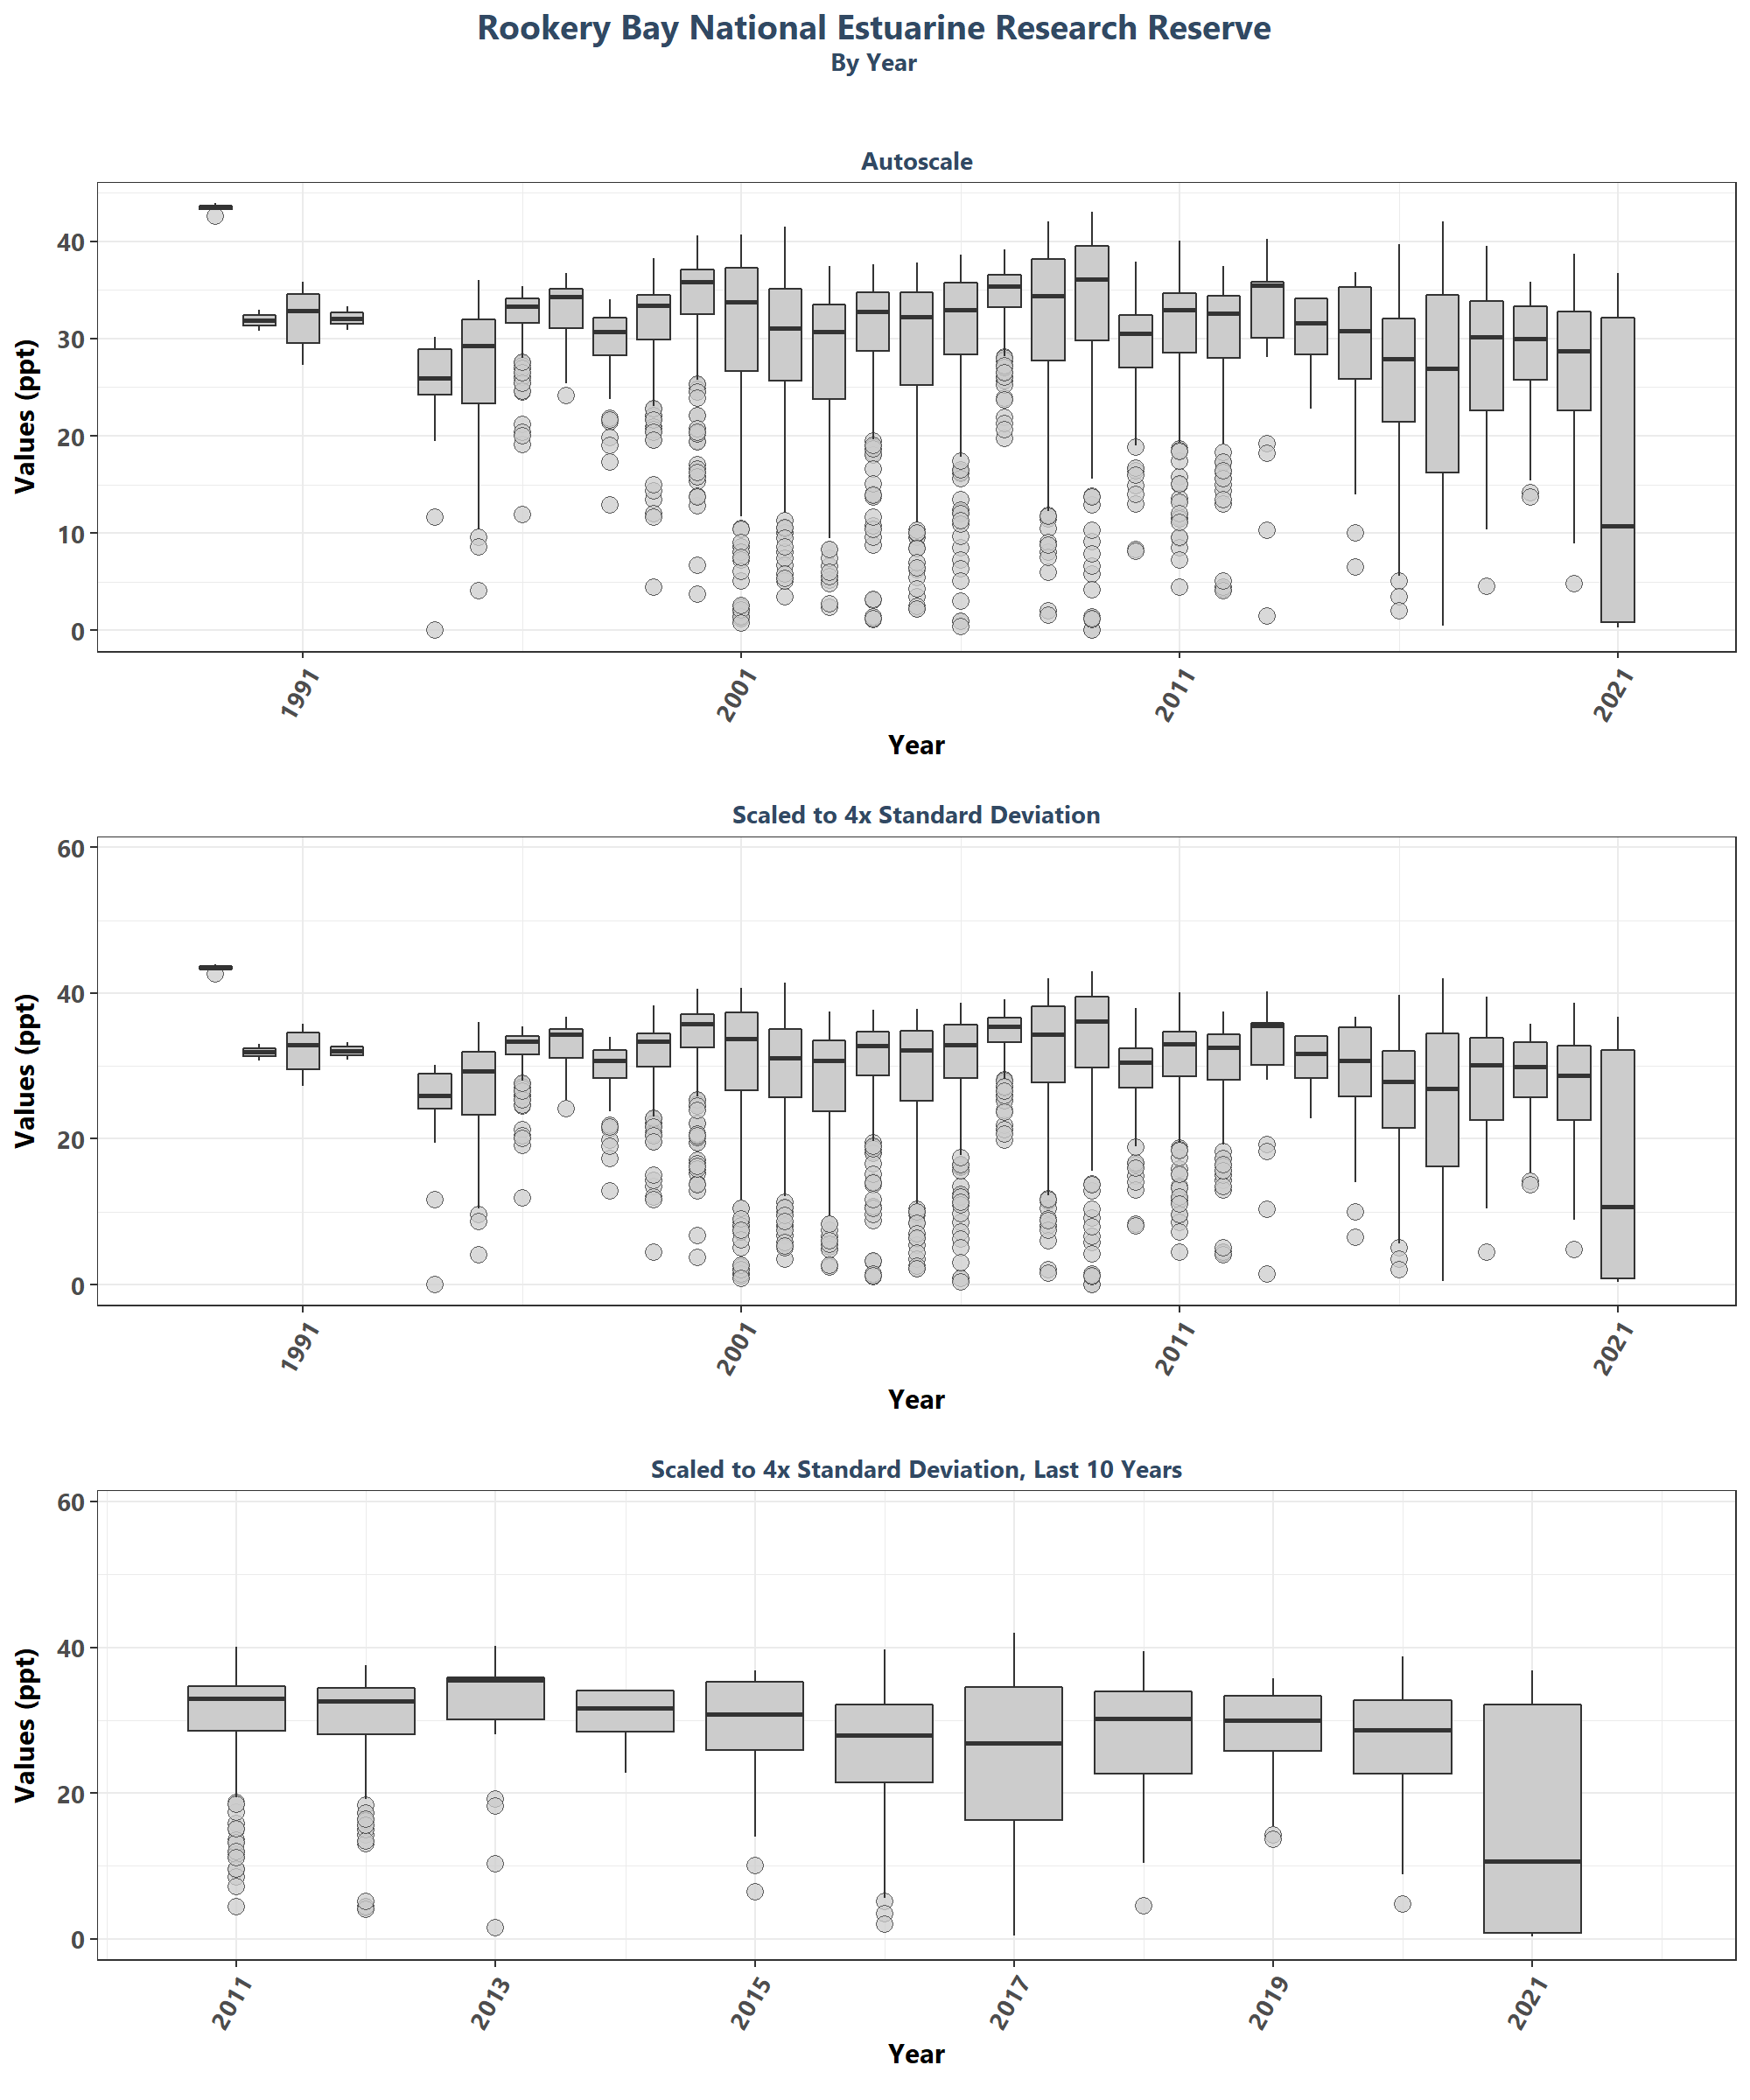 Rookery Bay National Estuarine Research Reserve
By Year
Autoscale
Values (ppt)
40
30
20
10
0
1991
2001
2011
2021
Year
Scaled to 4x Standard Deviation
Values (ppt)
60
40
20
0
1991
2001
2011
2021
Year
Scaled to 4x Standard Deviation, Last 10 Years
Values (ppt)
60
40
20
0
2011
2013
2015
2017
2019
2021
Year